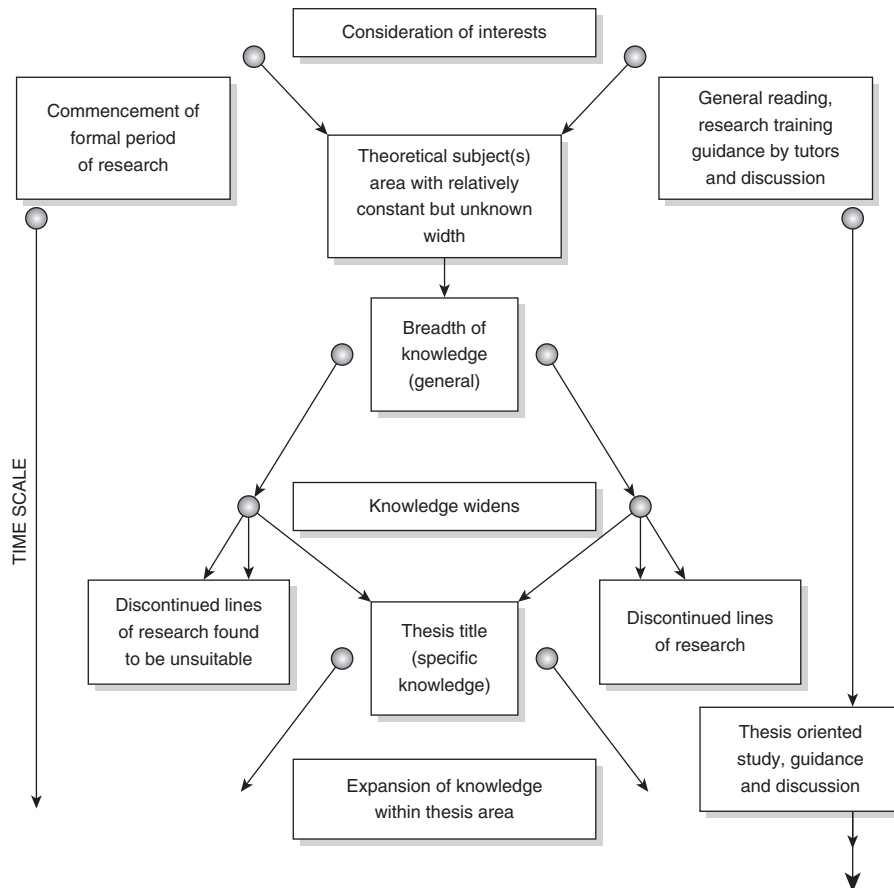 Consideration of interests
Commencement of
formal period
of research
General reading,
research training
guidance by tutors
and discussion
Theoretical subject(s)
area with relatively
constant but unknown
width
Breadth of
knowledge
(general)
TIME SCALE
Knowledge widens
Discontinued lines
of research found
to be unsuitable
Thesis title
(specific
knowledge)
Discontinued lines
of research
Thesis oriented
study, guidance
and discussion
Expansion of knowledge
within thesis area